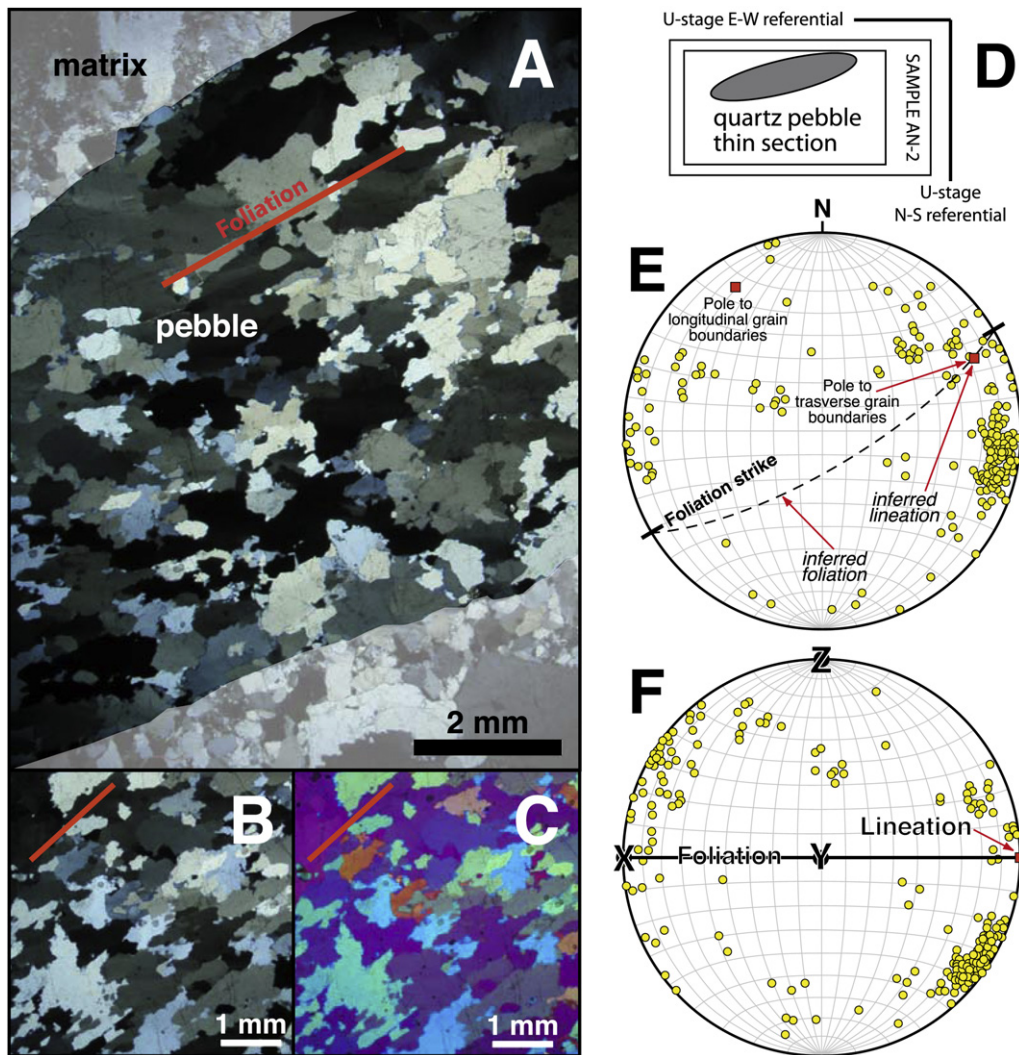 matrix
A
Foliation
pebble
2 mm
B
1 mm
C
1 mm
U-stage E-W referential
D
SAMPLE AN-2
quartz pebble
thin section
U-stage
N-S referential
N
E
Pole to
longitudinal grain
boundaries
Pole to
trasverse grain
boundaries
Foliation strike
inferred
lineation
inferred
foliation
Z
F
Lineation
X Foliation Y